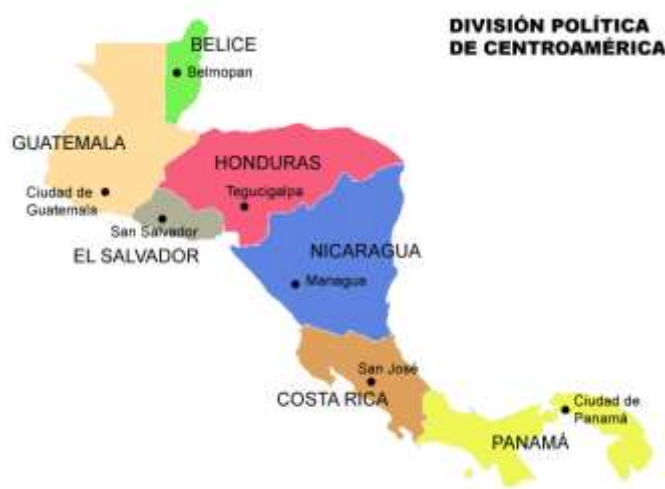 DIVISIÓN POLÍTICA
DE CENTROAMÉRICA
BELICE
Belmopan
GUATEMALA
HONDURAS
Ciudad de
Guatemala
Tegucigalpa
San Salvador
EL SALVADOR
NICARAGUA
Managua
San José
COSTA RICA
Ciudad de
Panamá
PANAMÁ